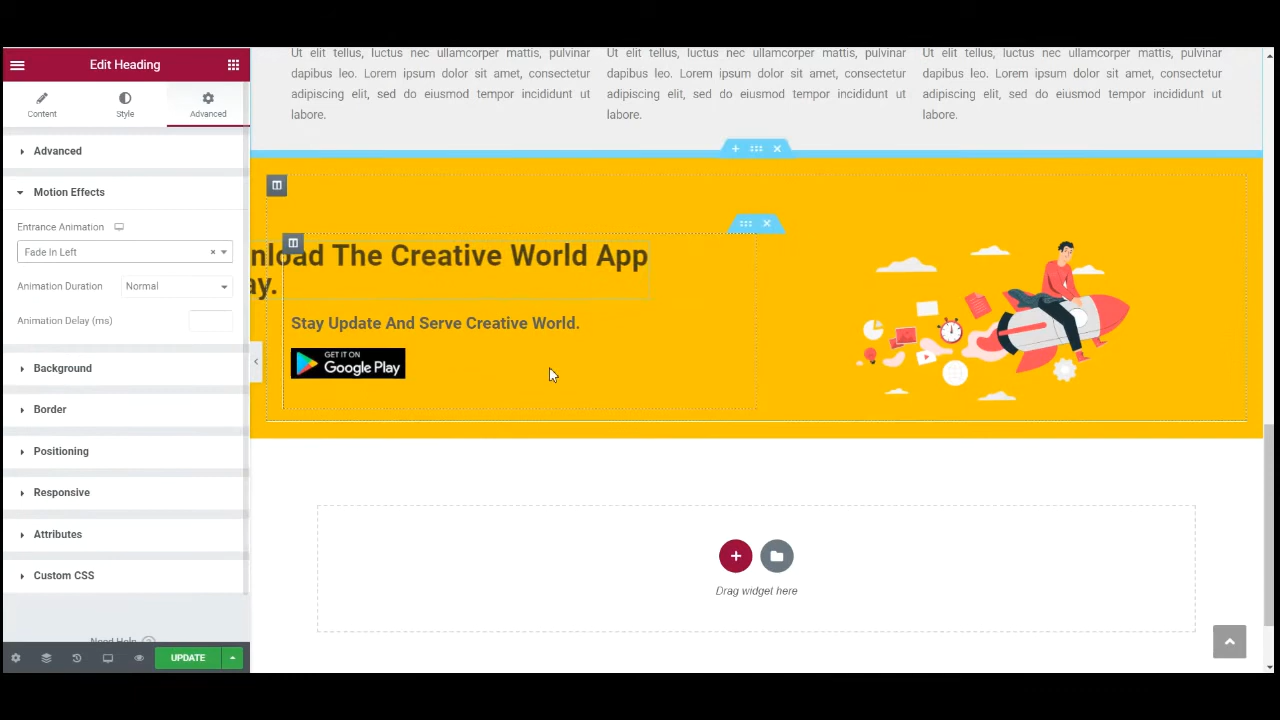 Edit Heading
Content
Style
Advanced
Advanced
Motion Effects
Entrance Animation
Fade In Left
Animation Duration
Normal
Animation Delay (ms)
Background
Border
Positioning
Responsive
Attributes
Custom CSS
Need Help
UPDATE
Ut elit tellus, luctus nec ullamcorper mattis, pulvinar
dapibus leo. Lorem ipsum dolor sit amet, consectetur
adipiscing elit, sed do eiusmod tempor incididunt ut
labore.
Ut elit tellus, luctus nec ullamcorper mattis, pulvinar
dapibus leo. Lorem ipsum dolor sit amet, consectetur
adipiscing elit, sed do eiusmod tempor incididunt ut
labore.
Ut elit tellus, luctus nec ullamcorper mattis, pulvinar
dapibus leo. Lorem ipsum dolor sit amet, consectetur
adipiscing elit, sed do eiusmod tempor incididunt ut
labore.
nload The Creative World App
ay.
Stay Update And Serve Creative World.
GET IT ON
Google Play
Drag widget here